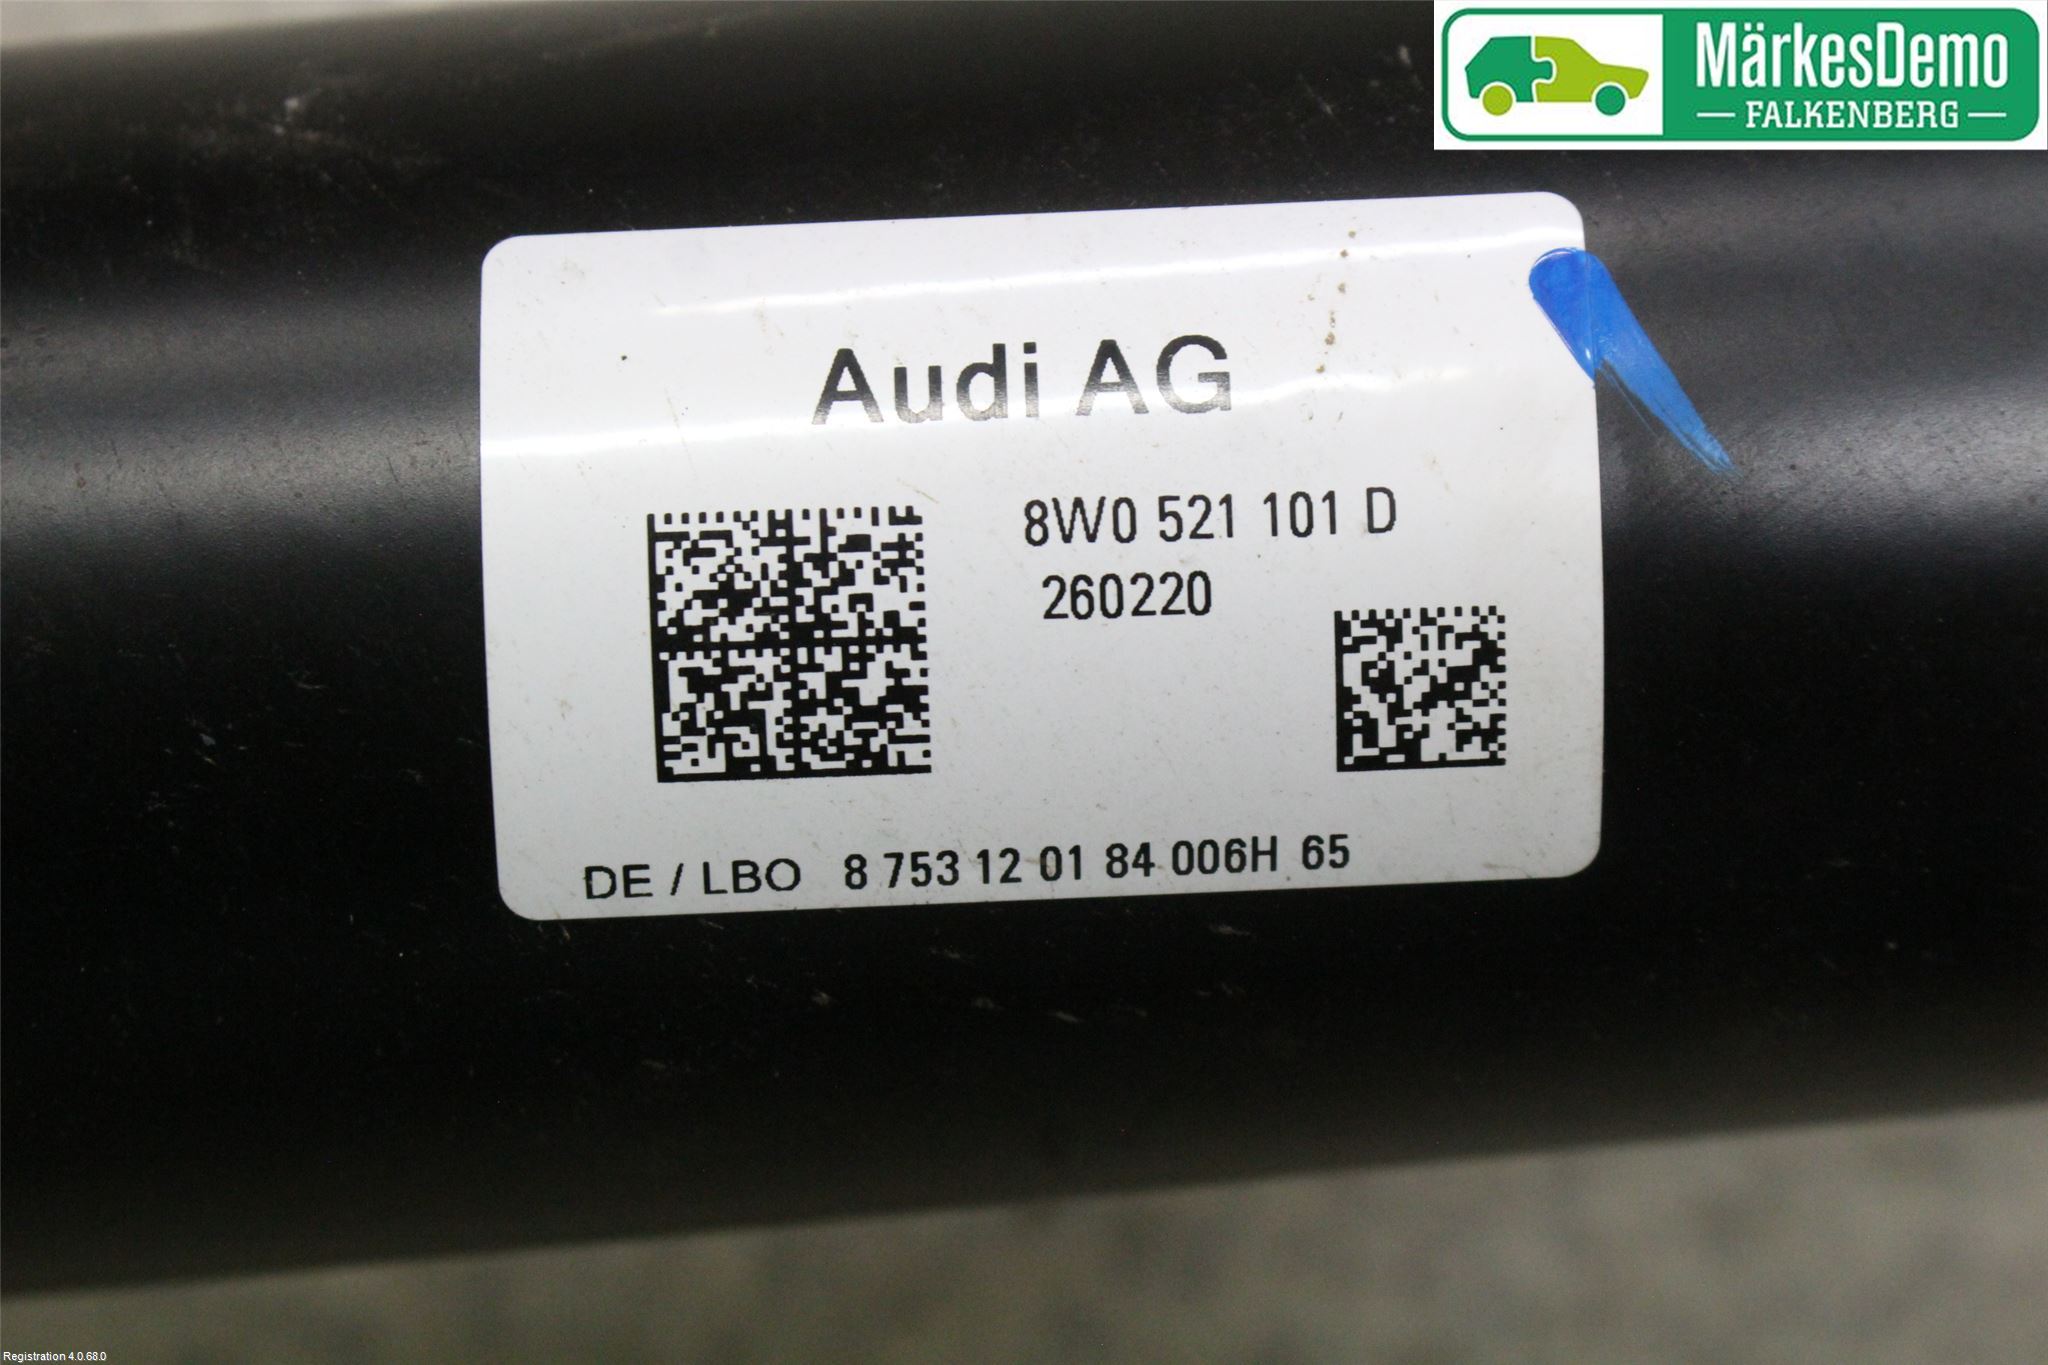 MärkesDemo
FALKENBERG
Audi AG
8W0 521 101 D
260220
DE / LBO 8 753 12 01 84 006H 65
Registration 4.0.68.0